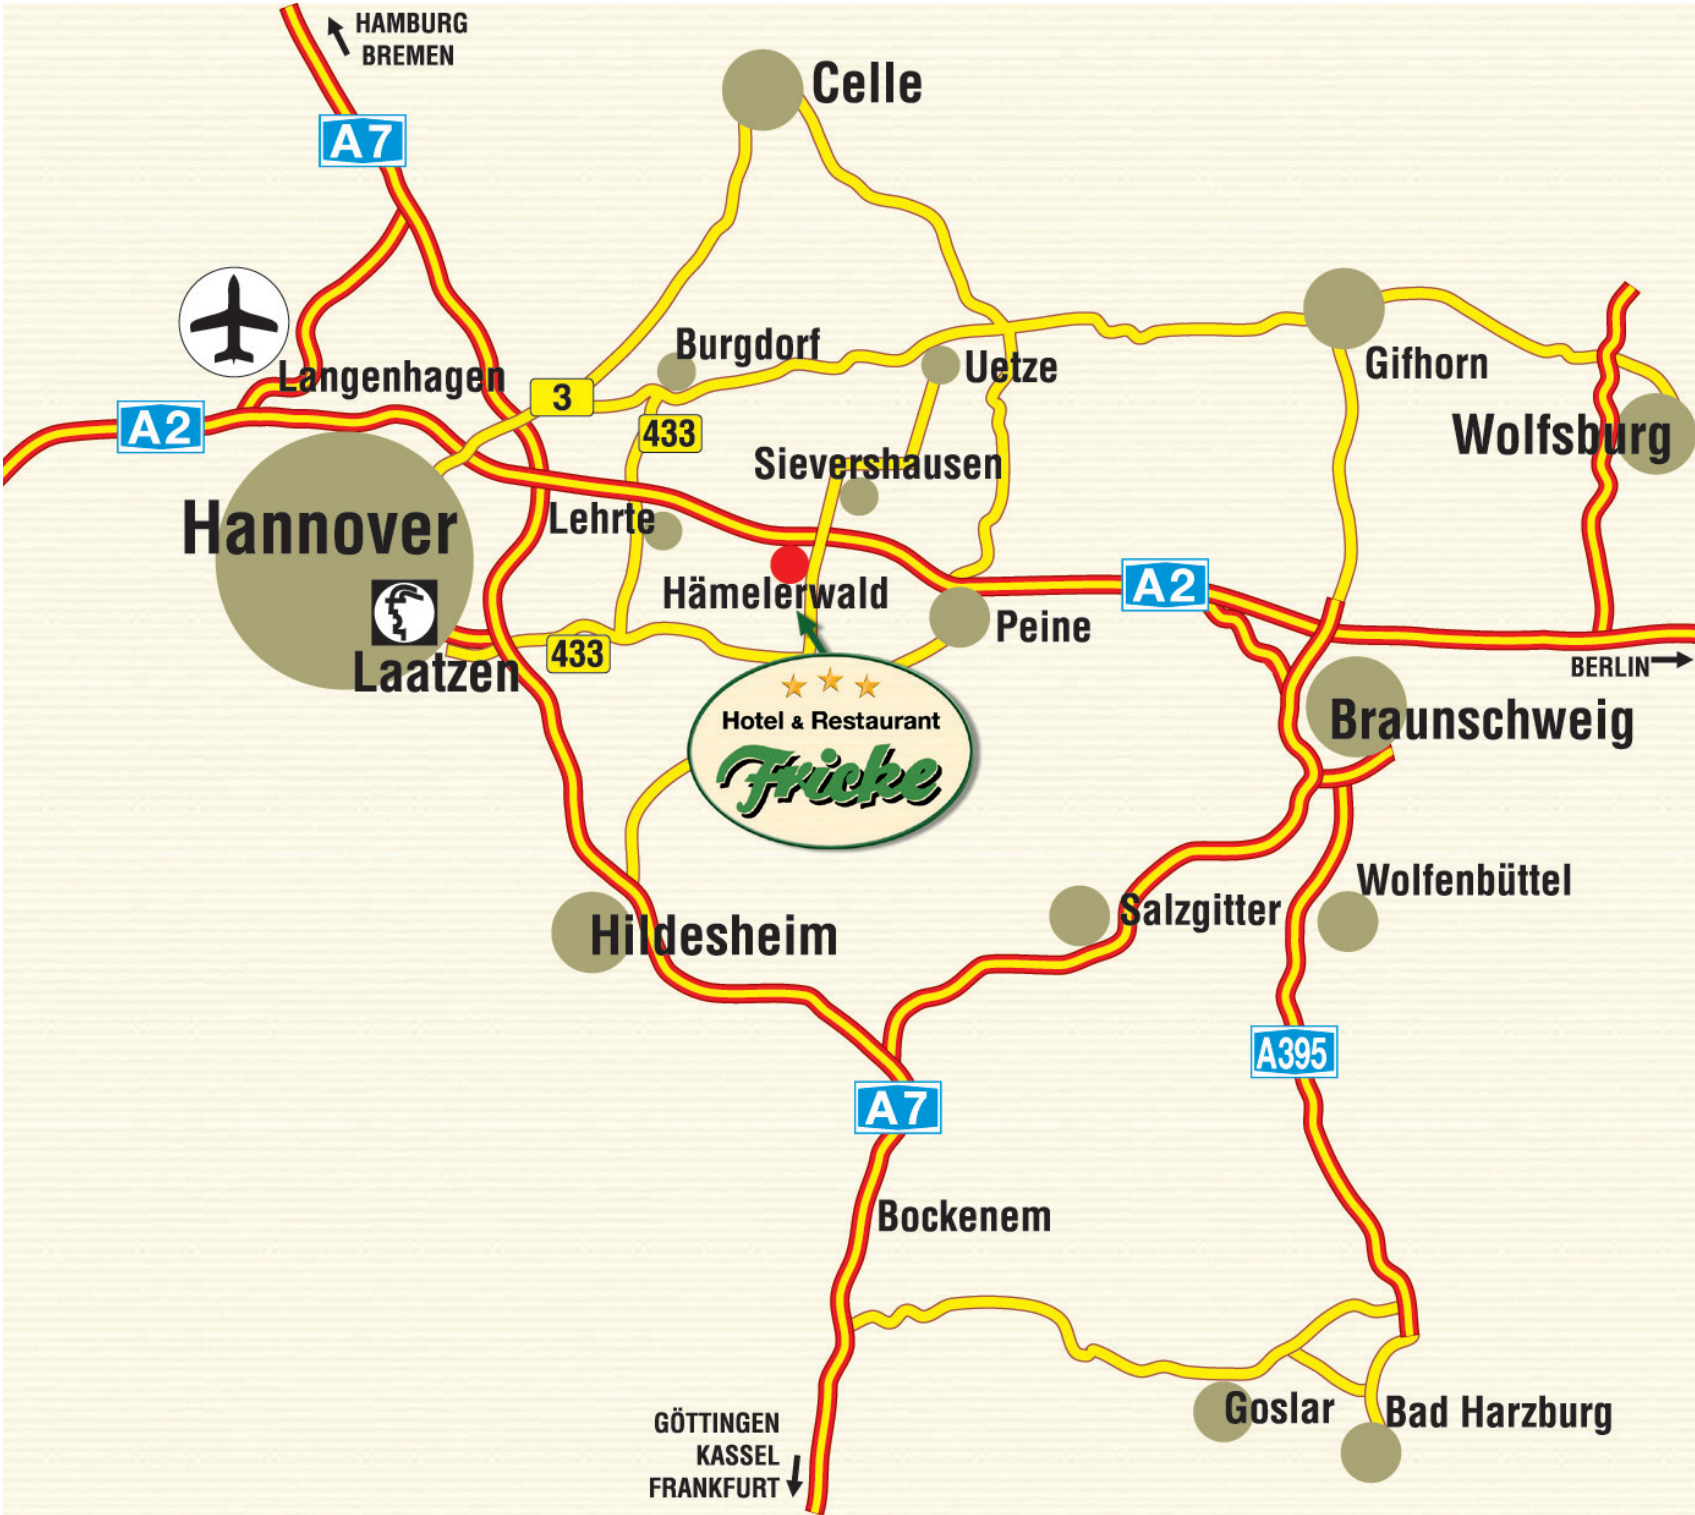 HAMBURG
BREMEN
A7
Celle
Burgdorf
Uetze
Gifhorn
Langenhagen
3
A2
433
Wolfsburg
Sievershausen
Hannover
Lehrte
Hämelerwald
A2
Peine
433
Laatzen
BERLIN
Hotel & Restaurant
Fricke
Braunschweig
Wolfenbüttel
Salzgitter
Hildesheim
A395
A7
Bockenem
Goslar
Bad Harzburg
GÖTTINGEN
KASSEL
FRANKFURT